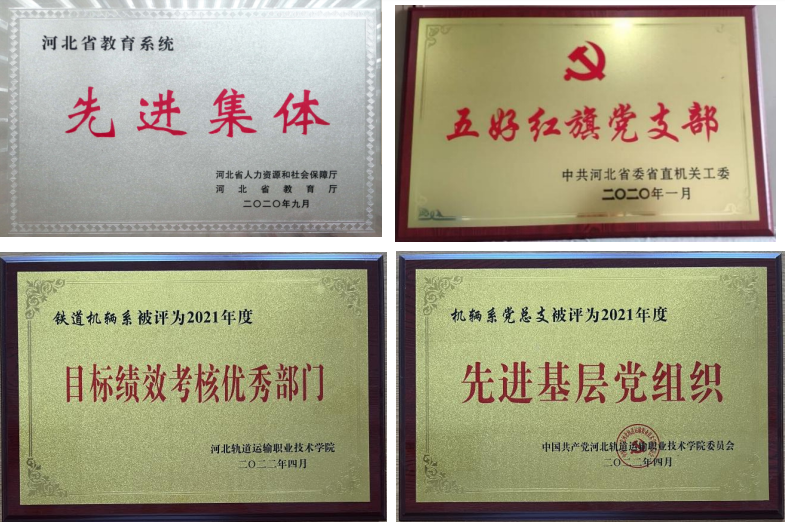 河北省教育系统
先进集体
河北省人力资源和社会保障厅
河北省教育厅
二〇二〇年九月
五好红旗党支部
中共河北省委省直机关工委
二〇二〇年一月
铁道机辆系被评为2021年度
目标绩效考核优秀部门
河北轨道运输职业技术学院
二〇二二年四月
机辆系党总支被评为2021年度
先进基层党组织
中国共产党河北轨道运输职业技术学院委员会
二〇二二年四月